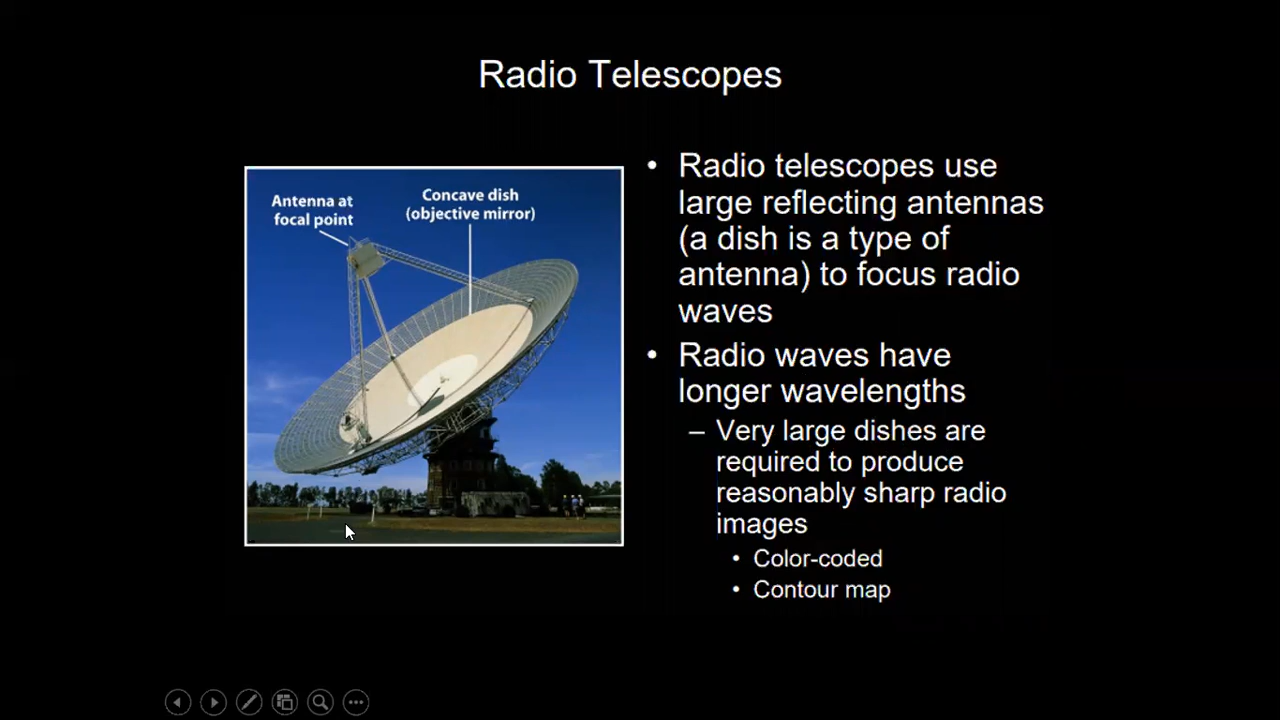 Radio Telescopes
Antenna at
focal point
Concave dish
(objective mirror)
• Radio telescopes use
large reflecting antennas
(a dish is a type of
antenna) to focus radio
waves
• Radio waves have
longer wavelengths
– Very large dishes are
required to produce
reasonably sharp radio
images
• Color-coded
• Contour map